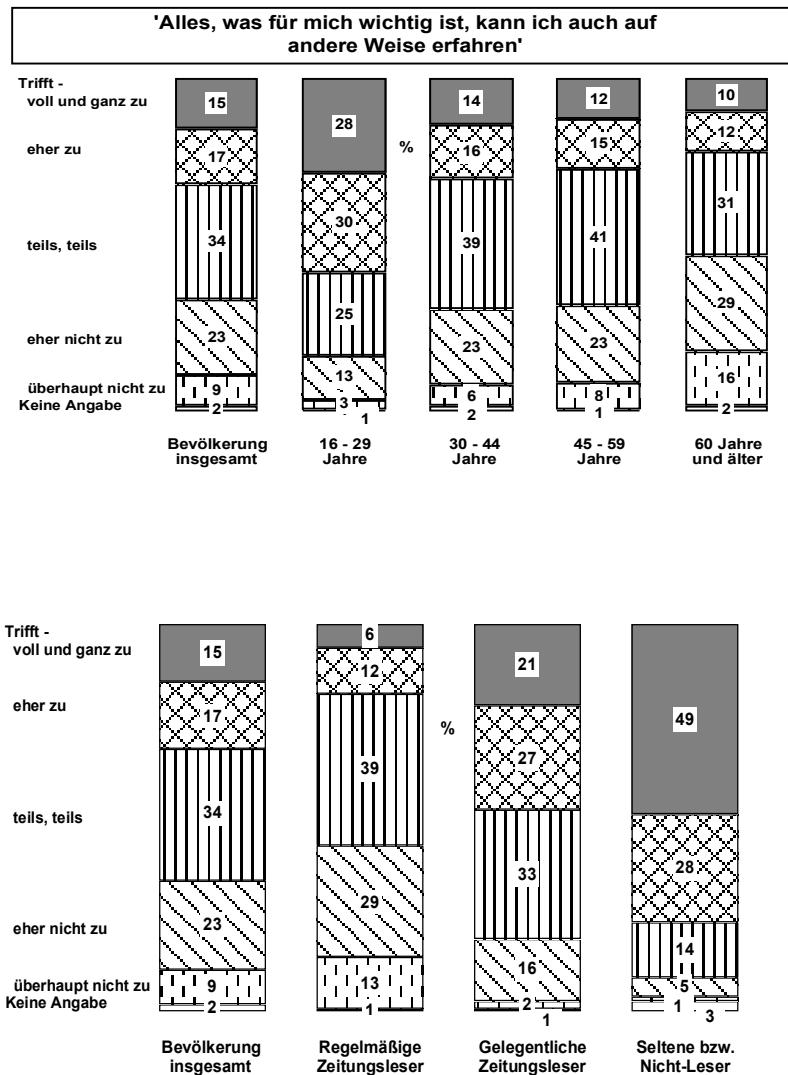 'Alles, was für mich wichtig ist, kann ich auch auf
andere Weise erfahren'
Trifft -
voll und ganz zu 15 28 14 12 10
eher zu 17 30 % 16 15 12
teils, teils 34 25 39 41 31
eher nicht zu 23 13 23 23 29
überhaupt nicht zu 9 3 6 8 16
Keine Angabe 2 1 2 1 2
Bevölkerung 16 - 29 30 - 44 45 - 59 60 Jahre
insgesamt Jahre Jahre Jahre und älter
Trifft -
voll und ganz zu 15 6 21 49
eher zu 17 12 % 27 28
teils, teils 34 39 33 14
eher nicht zu 23 29 16 5
überhaupt nicht zu 9 13 2 1
Keine Angabe 2 1 1 3
Bevölkerung Regelmäßige Gelegentliche Seltene bzw.
insgesamt Zeitungsleser Zeitungsleser Nicht-Leser